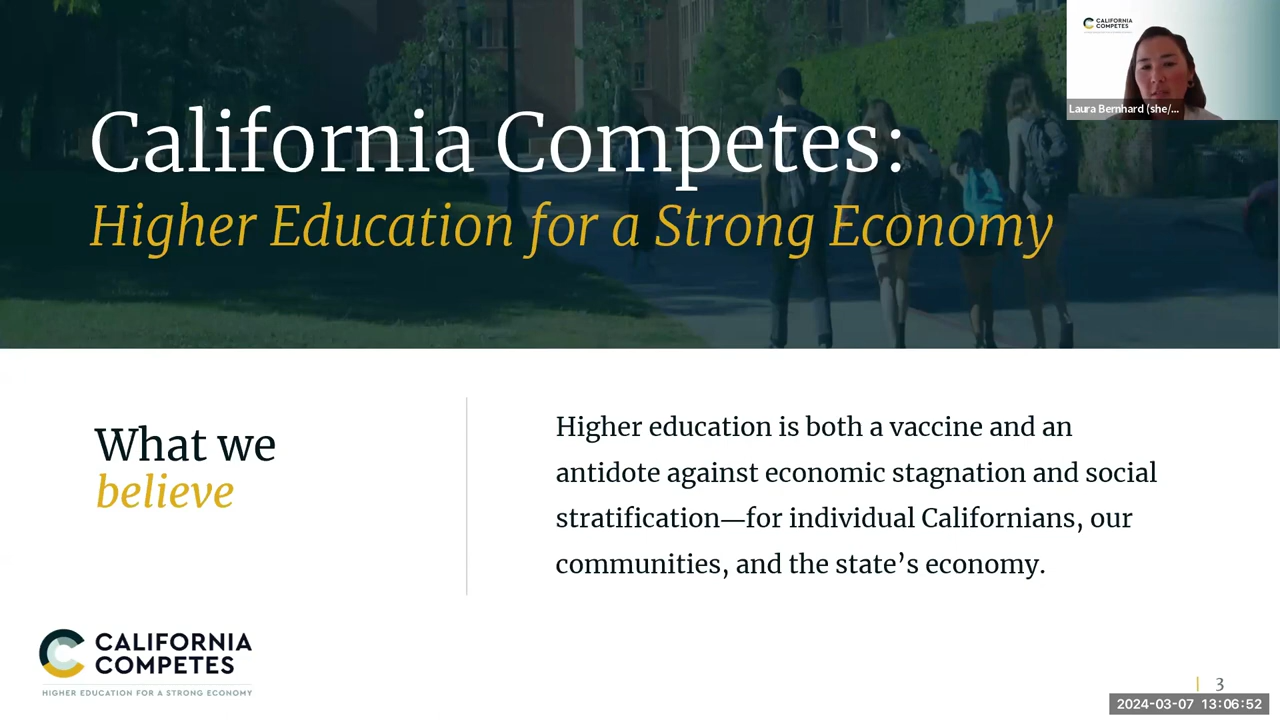 CALIFORNIA
COMPETES
Laura Bernhard (she/...
California Competes:
Higher Education for a Strong Economy
What we
believe
Higher education is both a vaccine and an
antidote against economic stagnation and social
stratification—for individual Californians, our
communities, and the state’s economy.
CALIFORNIA
COMPETES
HIGHER EDUCATION FOR A STRONG ECONOMY
3
2024-03-07 13:06:52